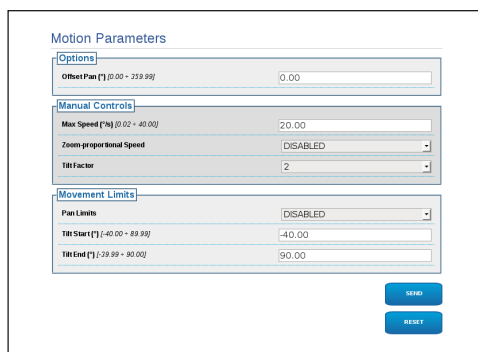 Motion Parameters
Options
Offset Pan (°) [0.00 ÷ 359.99] 0.00
Manual Controls
Max Speed (°/s) [0.02 ÷ 40.00] 20.00
Zoom-proportional Speed DISABLED
Tilt Factor 2
Movement Limits
Pan Limits DISABLED
Tilt Start (°) [-40.00 ÷ 89.99] -40.00
Tilt End (°) [-39.99 ÷ 90.00] 90.00
SEND
RESET